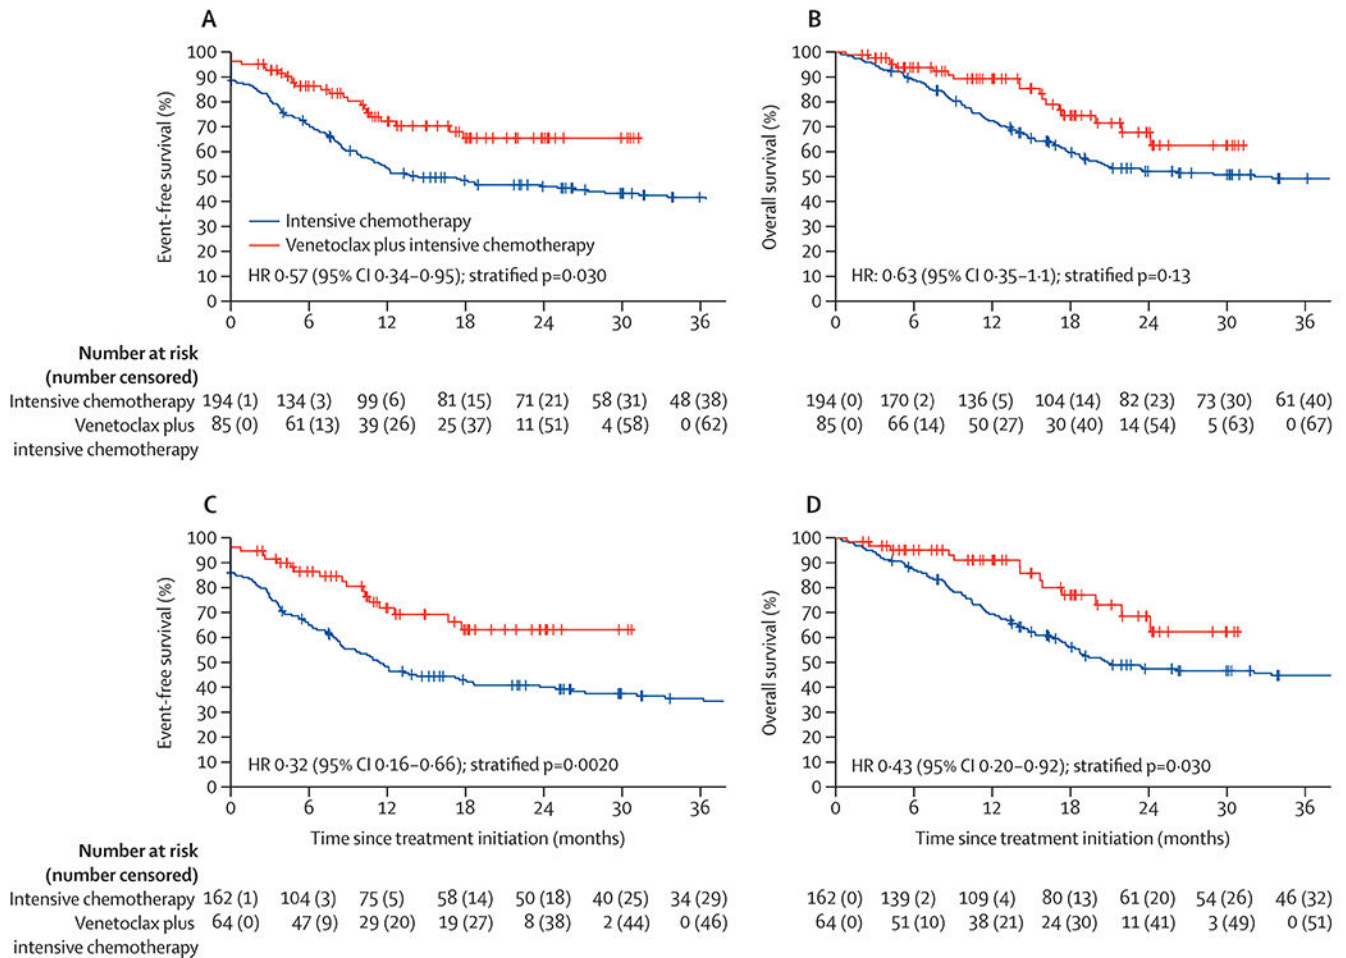 A
100
90
80
70
60
50
40
30
20
10
0
Event-free survival (%)
Intensive chemotherapy
Venetoclax plus intensive chemotherapy
HR 0·57 (95% CI 0·34–0·95); stratified p=0·030
0 6 12 18 24 30 36
B
100
90
80
70
60
50
40
30
20
10
0
Overall survival (%)
HR: 0·63 (95% CI 0·35–1·1); stratified p=0·13
0 6 12 18 24 30 36
Number at risk
(number censored)
Intensive chemotherapy 194 (1) 134 (3) 99 (6) 81 (15) 71 (21) 58 (31) 48 (38) 194 (0) 170 (2) 136 (5) 104 (14) 82 (23) 73 (30) 61 (40)
Venetoclax plus 85 (0) 61 (13) 39 (26) 25 (37) 11 (51) 4 (58) 0 (62) 85 (0) 66 (14) 50 (27) 30 (40) 14 (54) 5 (63) 0 (67)
intensive chemotherapy
C
100
90
80
70
60
50
40
30
20
10
0
Event-free survival (%)
HR 0·32 (95% CI 0·16–0·66); stratified p=0·0020
0 6 12 18 24 30 36
Time since treatment initiation (months)
D
100
90
80
70
60
50
40
30
20
10
0
Overall survival (%)
HR 0·43 (95% CI 0·20–0·92); stratified p=0·030
0 6 12 18 24 30 36
Time since treatment initiation (months)
Number at risk
(number censored)
Intensive chemotherapy 162 (1) 104 (3) 75 (5) 58 (14) 50 (18) 40 (25) 34 (29) 162 (0) 139 (2) 109 (4) 80 (13) 61 (20) 54 (26) 46 (32)
Venetoclax plus 64 (0) 47 (9) 29 (20) 19 (27) 8 (38) 2 (44) 0 (46) 64 (0) 51 (10) 38 (21) 24 (30) 11 (41) 3 (49) 0 (51)
intensive chemotherapy